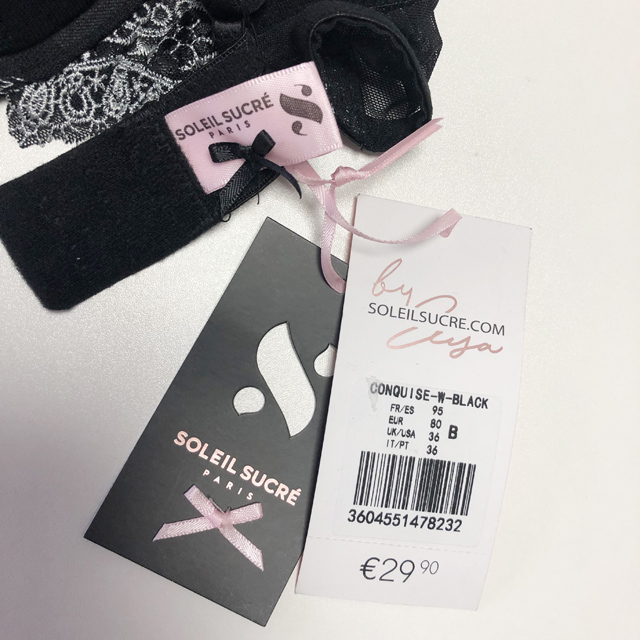 SOLEIL SUCRÉ
PARIS
SOLEIL SUCRÉ
PARIS
by
SOLEILSUCRE.COM
CONQUISE-W-BLACK
FR/ES 95
EUR 80
UK/USA 36 B
IT/PT 36
3604551478232
€29 90